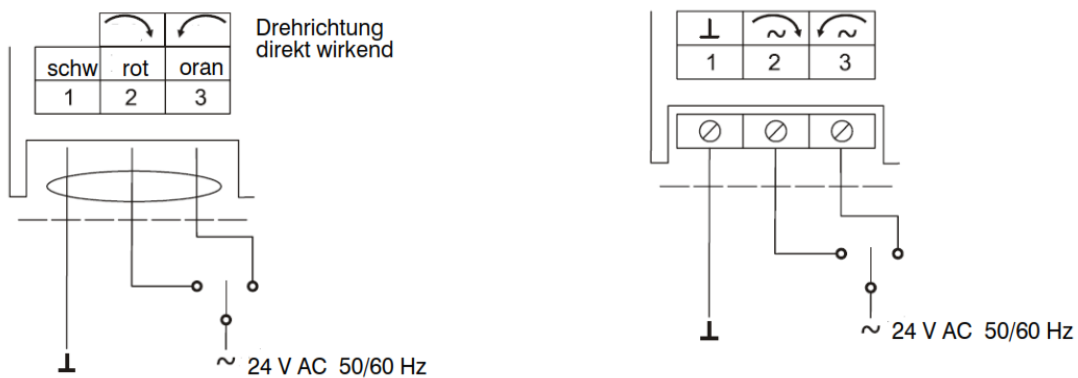 Drehrichtung
direkt wirkend
schw rot oran
1 2 3
~ 24 V AC 50/60 Hz
⊥ ~ ~
1 2 3
~ 24 V AC 50/60 Hz